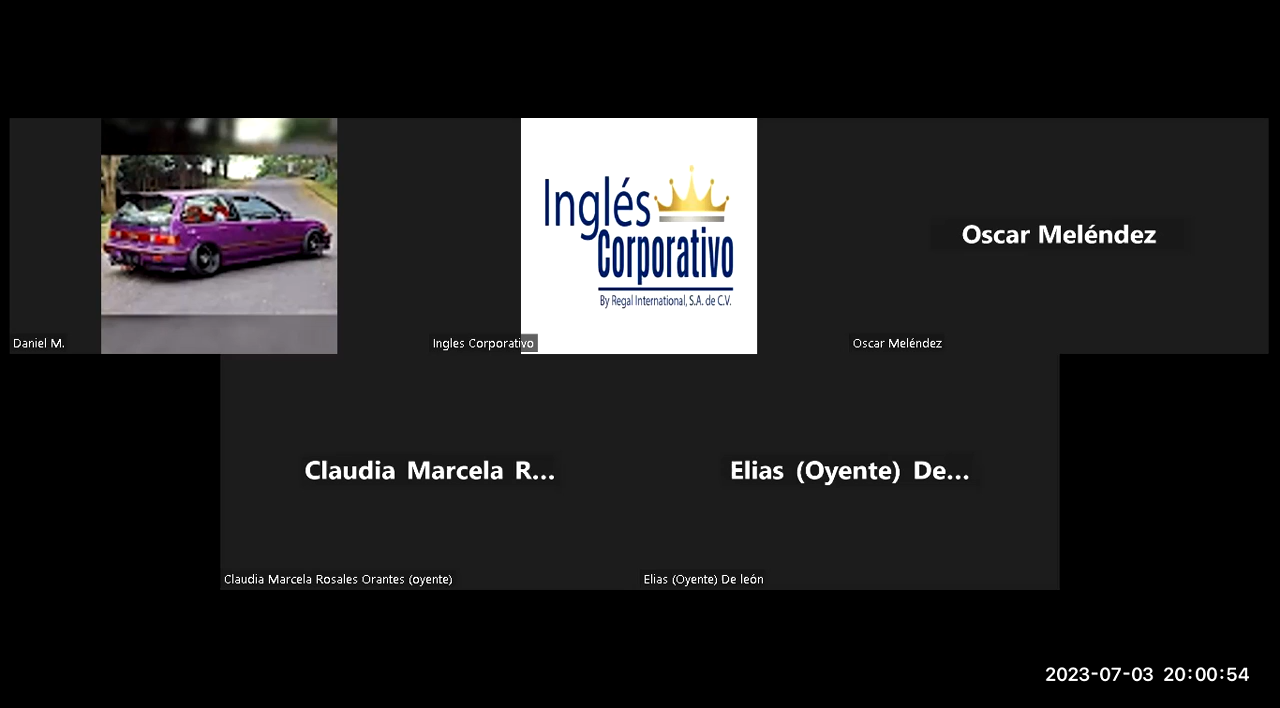 Inglés
Corporativo
By Regal International, S.A. de C.V.
Oscar Meléndez
Daniel M.
Ingles Corporativo
Oscar Meléndez
Claudia Marcela R...
Elias (Oyente) De...
Claudia Marcela Rosales Orantes (oyente)
Elias (Oyente) De león
2023-07-03 20:00:54